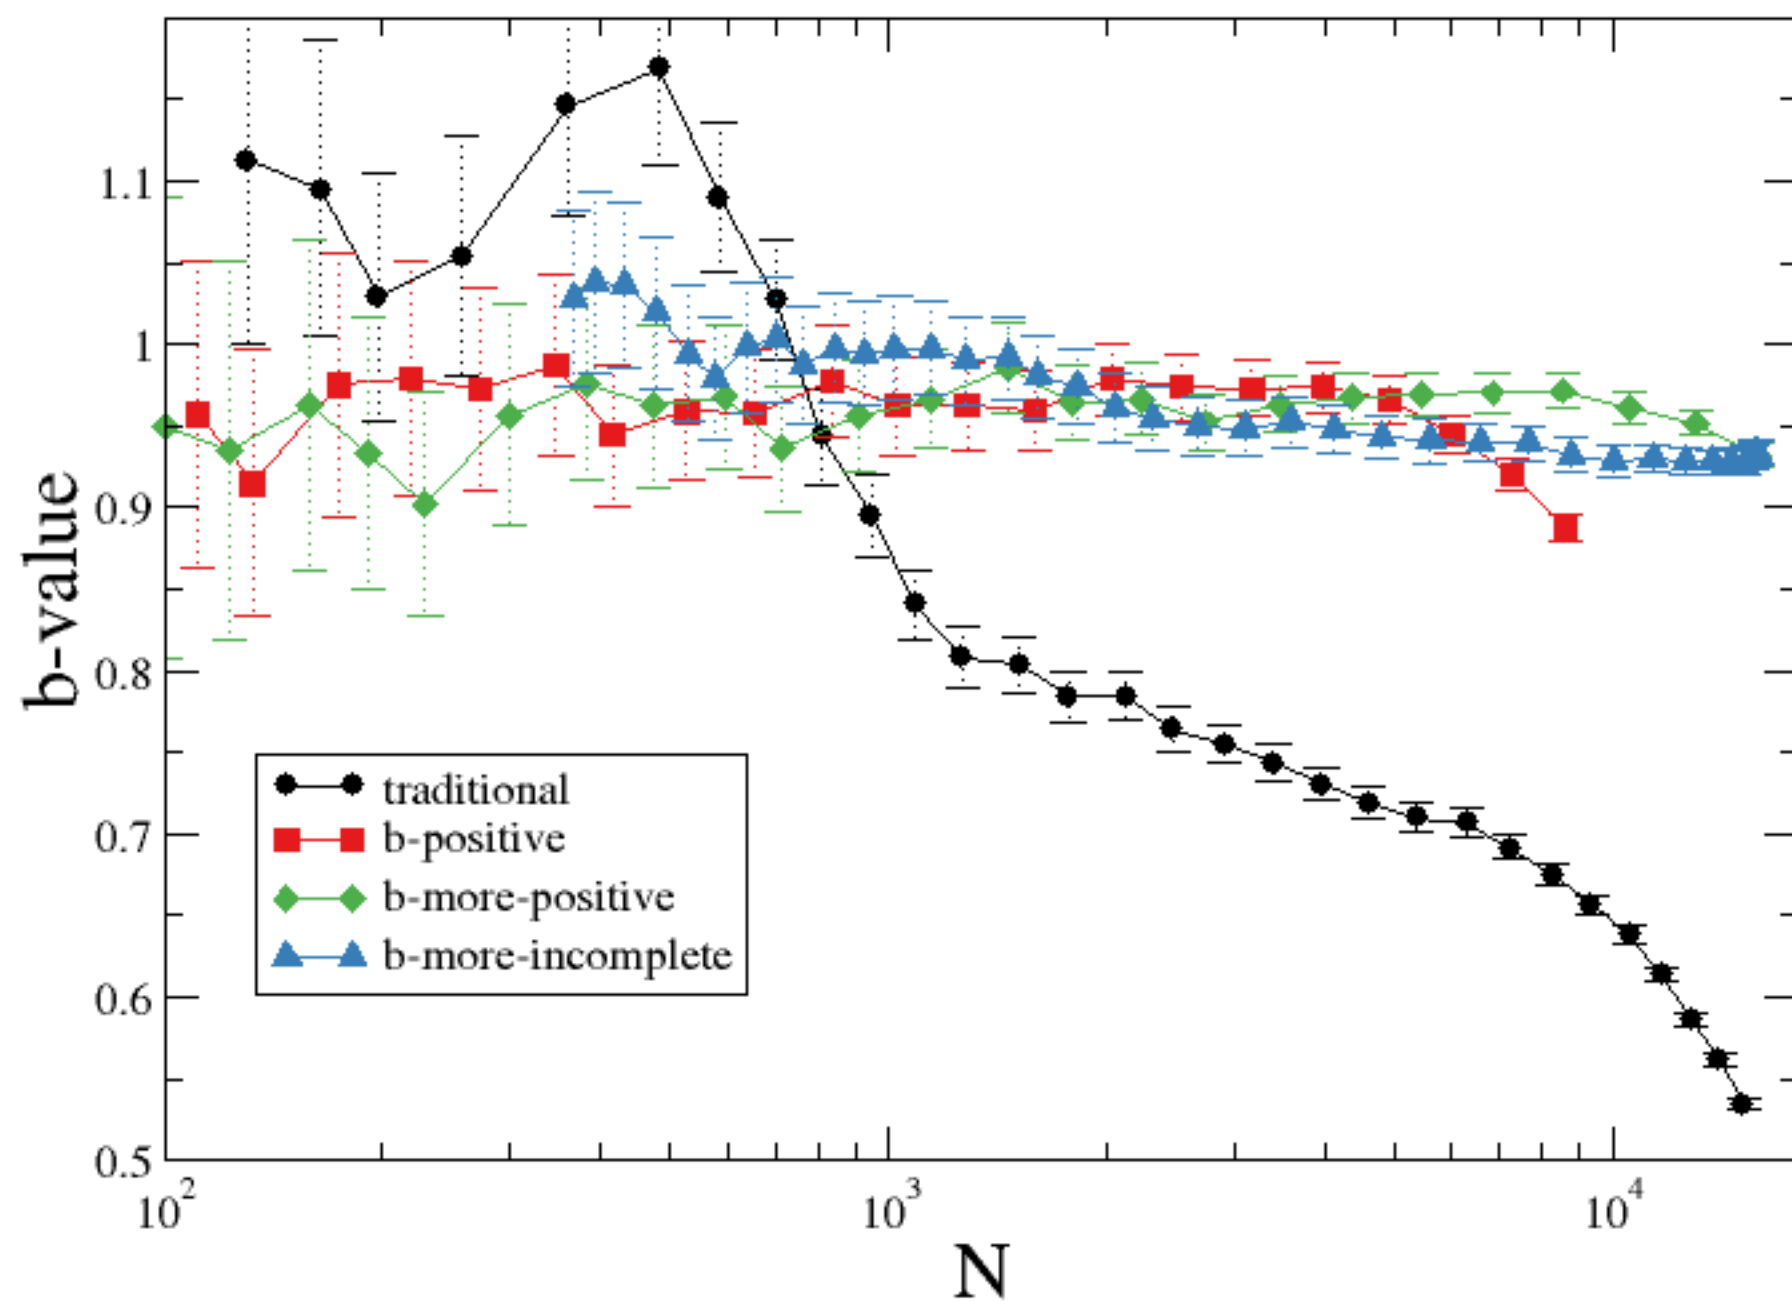 1.1
1
0.9
0.8
0.7
0.6
0.5
b-value
traditional
b-positive
b-more-positive
b-more-incomplete
10^2 10^3 10^4
N